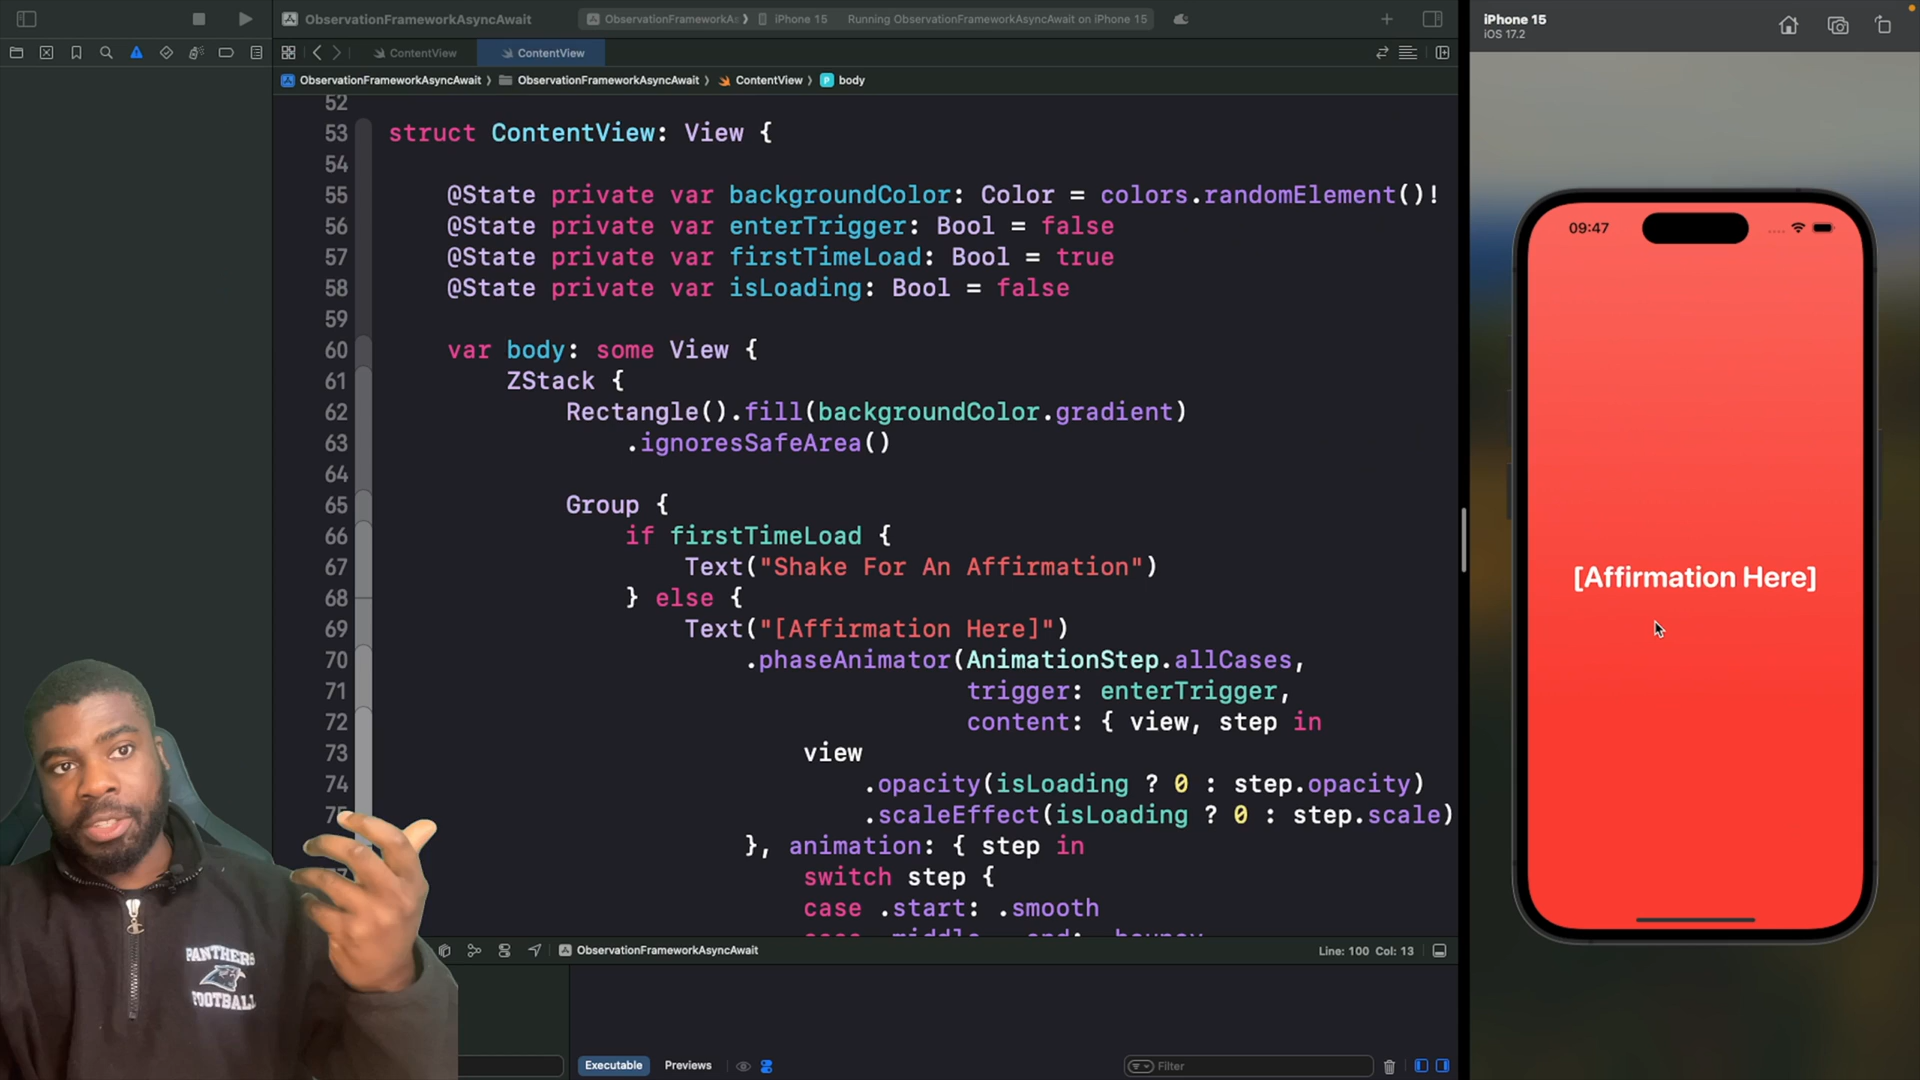 ObservationFrameworkAsyncAwait
ObservationFrameworkAs
iPhone 15
Running ObservationFrameworkAsyncAwait on iPhone 15
ContentView
ContentView
ObservationFrameworkAsyncAwait
ObservationFrameworkAsyncAwait
ContentView
body
52
53 struct ContentView: View {
54
55 @State private var backgroundColor: Color = colors.randomElement()!
56 @State private var enterTrigger: Bool = false
57 @State private var firstTimeLoad: Bool = true
58 @State private var isLoading: Bool = false
59
60 var body: some View {
61 ZStack {
62 Rectangle().fill(backgroundColor.gradient)
63 .ignoresSafeArea()
64
65 Group {
66 if firstTimeLoad {
67 Text("Shake For An Affirmation")
68 } else {
69 Text("[Affirmation Here]")
70 .phaseAnimator(AnimationStep.allCases,
71 trigger: enterTrigger,
72 content: { view, step in
73 view
74 .opacity(isLoading ? 0 : step.opacity)
75 .scaleEffect(isLoading ? 0 : step.scale)
}, animation: { step in
switch step {
case .start: .smooth
ObservationFrameworkAsyncAwait
Line: 100 Col: 13
Executable
Previews
Filter
iPhone 15
iOS 17.2
09:47
[Affirmation Here]
PANTHERS
FOOTBALL